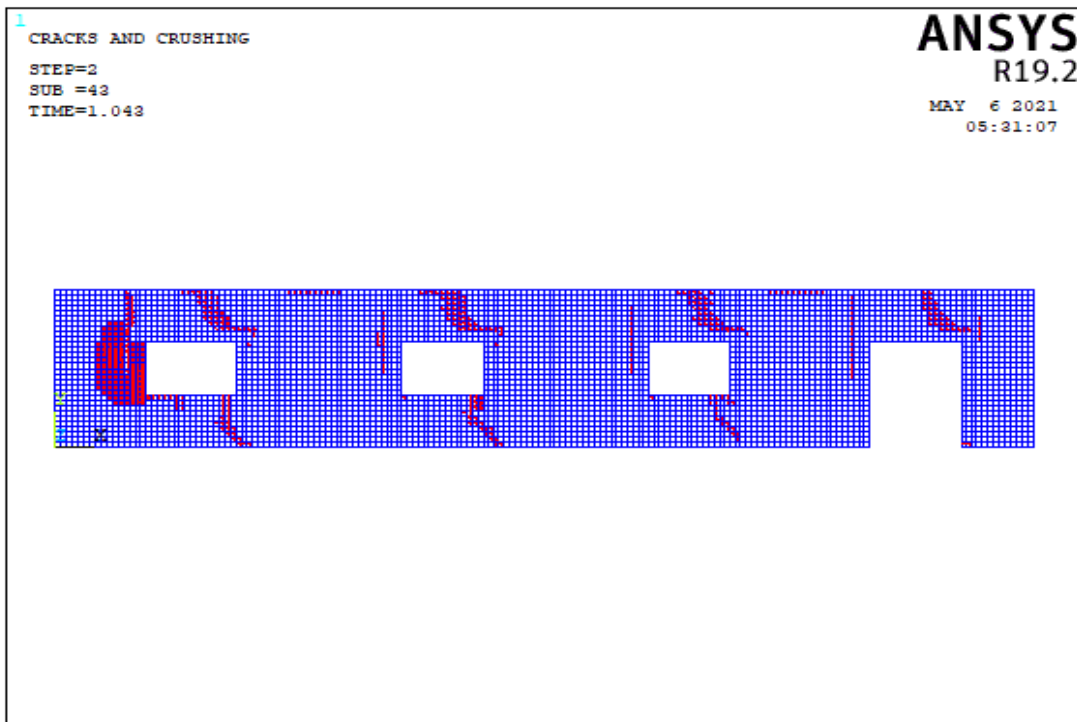 1
CRACKS AND CRUSHING
STEP=2
SUB =43
TIME=1.043
ANSYS
R19.2
MAY  6 2021
05:31:07
Y
Z
X